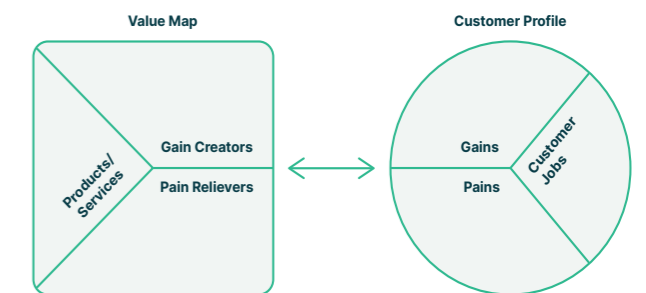 Value Map
Customer Profile
Gain Creators
Products/
Services
Pain Relievers
Gains
Customer
Jobs
Pains